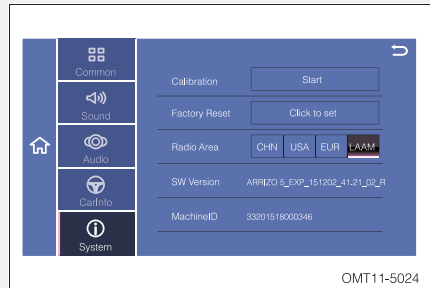 Common
Sound
Audio
CarInfo
System
Calibration Start
Factory Reset Click to set
Radio Area CHN USA EUR LAAM
SW Version ARRIZO 5_EXP_151202_41.21_02_R
MachineID 33201518000346
OMT11-5024